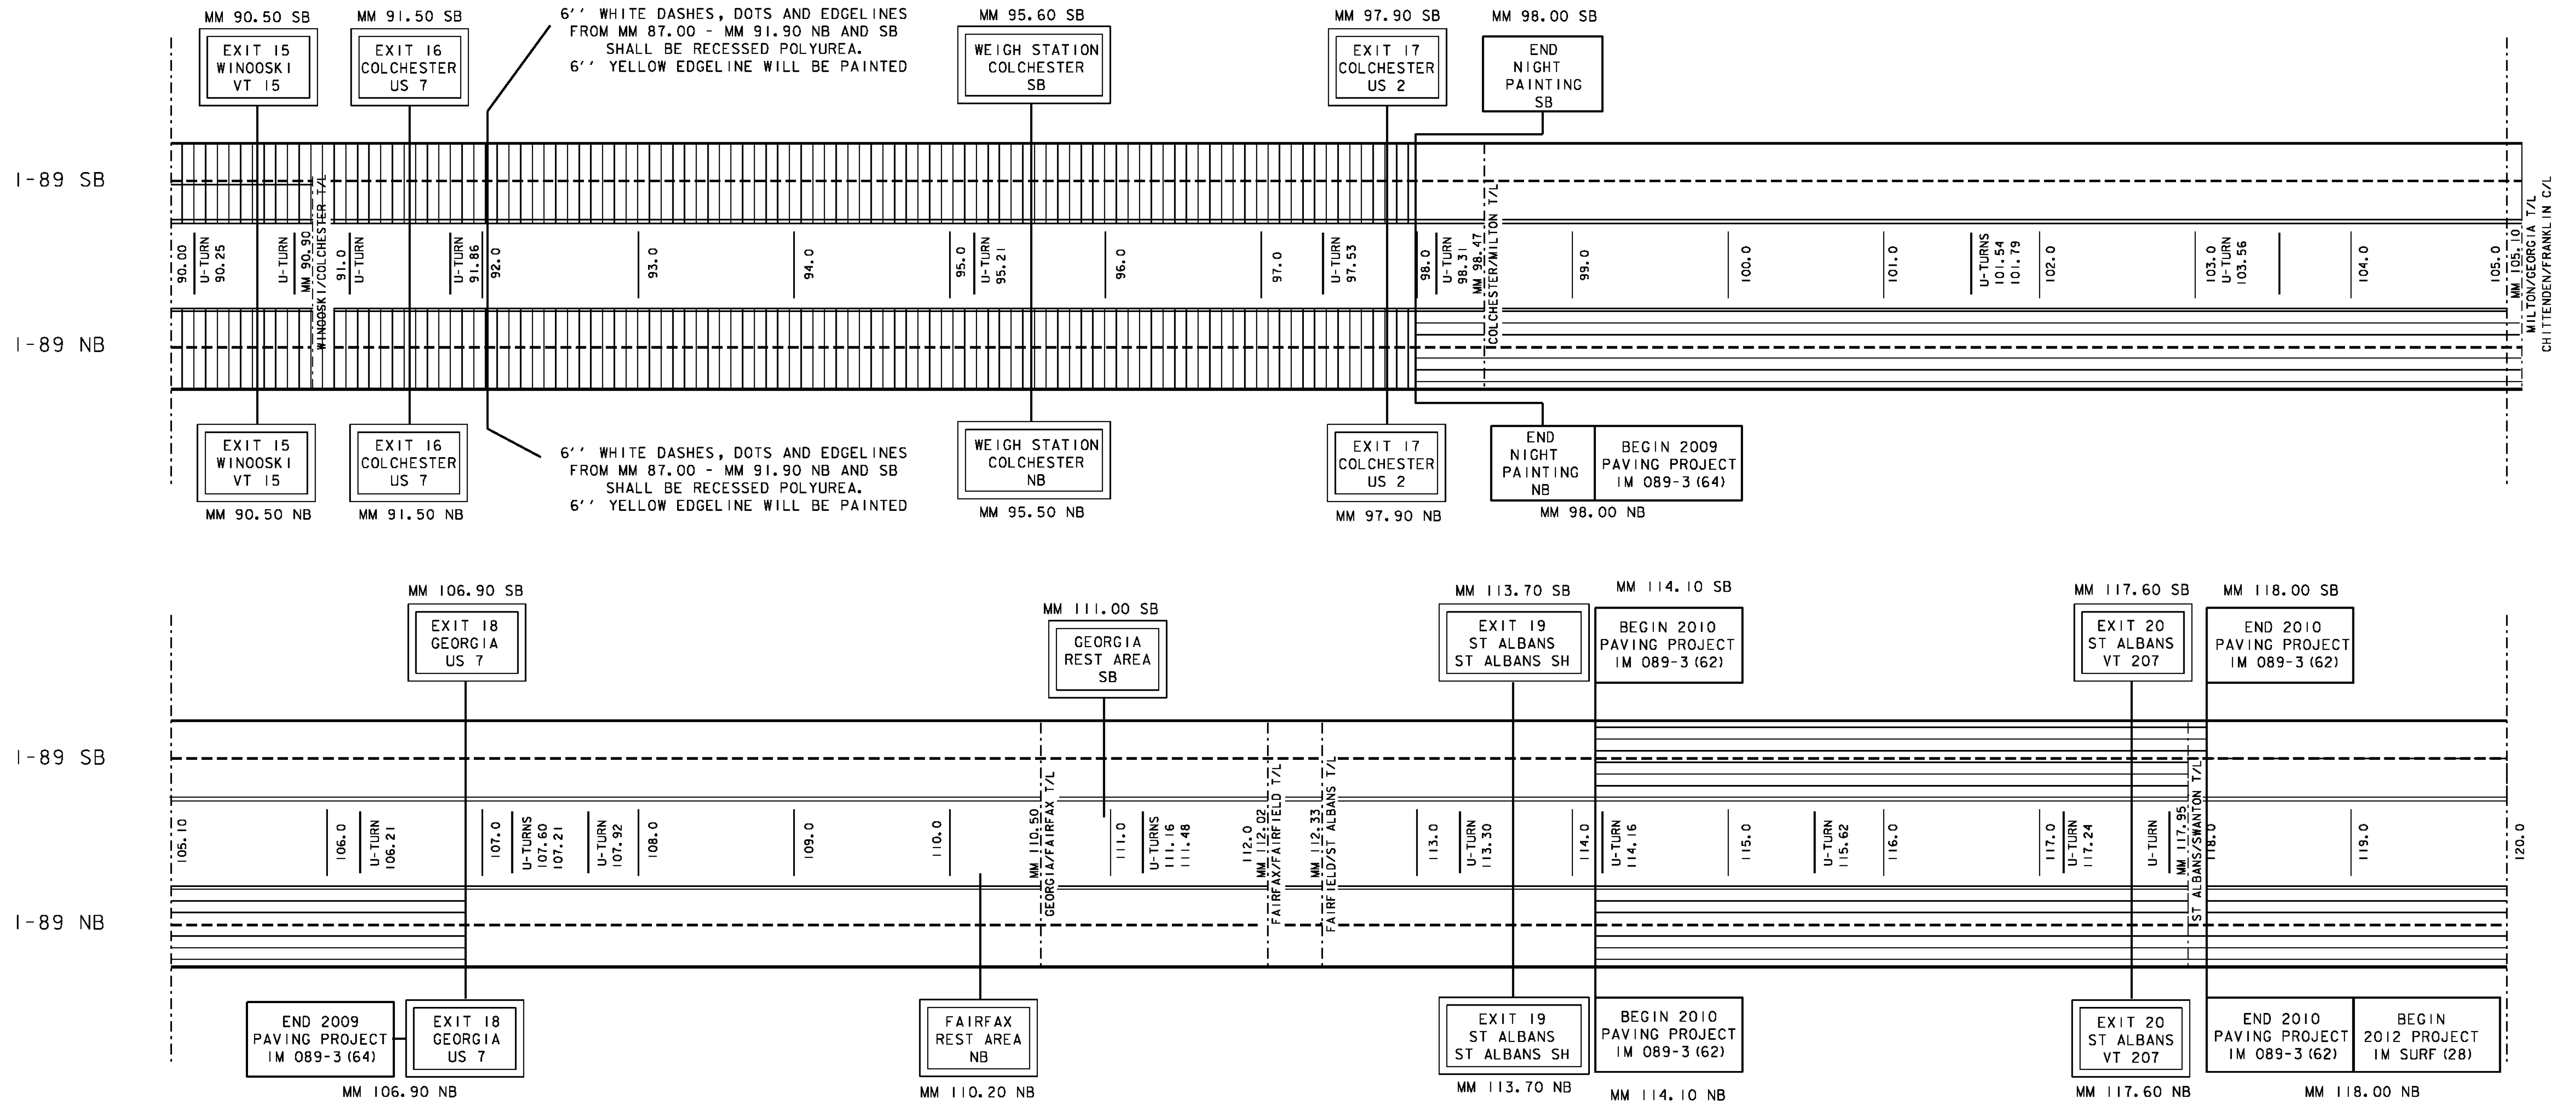 MM 90.50 SB
EXIT 15
WINOOSKI
VT 15
MM 91.50 SB
EXIT 16
COLCHESTER
US 7
6'' WHITE DASHES, DOTS AND EDGELINES
FROM MM 87.00 - MM 91.90 NB AND SB
SHALL BE RECESSED POLYUREA.
6'' YELLOW EDGELINE WILL BE PAINTED
MM 95.60 SB
WEIGH STATION
COLCHESTER
SB
MM 97.90 SB
EXIT 17
COLCHESTER
US 2
MM 98.00 SB
END
NIGHT
PAINTING
SB
I-89 SB
90.00
U-TURN
90.25
U-TURN
MM 90.90
WINOOSKI/COLCHESTER T/L
91.0
U-TURN
U-TURN
91.86
92.0
93.0
94.0
95.0
U-TURN
95.21
96.0
97.0
U-TURN
97.53
98.0
U-TURN
98.31
MM 98.47
COLCHESTER/MILTON T/L
99.0
100.0
101.0
U-TURNS
101.54
101.79
102.0
103.0
U-TURN
103.56
104.0
105.0
MM 105.10
MILTON/GEORGIA T/L
CHITTENDEN/FRANKLIN C/L
I-89 NB
EXIT 15
WINOOSKI
VT 15
MM 90.50 NB
EXIT 16
COLCHESTER
US 7
MM 91.50 NB
6'' WHITE DASHES, DOTS AND EDGELINES
FROM MM 87.00 - MM 91.90 NB AND SB
SHALL BE RECESSED POLYUREA.
6'' YELLOW EDGELINE WILL BE PAINTED
WEIGH STATION
COLCHESTER
NB
MM 95.50 NB
EXIT 17
COLCHESTER
US 2
MM 97.90 NB
END
NIGHT
PAINTING
NB
BEGIN 2009
PAVING PROJECT
IM 089-3 (64)
MM 98.00 NB
MM 106.90 SB
EXIT 18
GEORGIA
US 7
MM 111.00 SB
GEORGIA
REST AREA
SB
MM 113.70 SB
EXIT 19
ST ALBANS
ST ALBANS SH
MM 114.10 SB
BEGIN 2010
PAVING PROJECT
IM 089-3 (62)
MM 117.60 SB
EXIT 20
ST ALBANS
VT 207
MM 118.00 SB
END 2010
PAVING PROJECT
IM 089-3 (62)
I-89 SB
105.10
106.0
U-TURN
106.21
107.0
U-TURNS
107.60
107.21
U-TURN
107.92
108.0
109.0
110.0
MM 110.50
GEORGIA/FAIRFAX T/L
111.0
U-TURNS
111.16
111.48
112.0
MM 112.02
FAIRFAX/FAIRFIELD T/L
MM 112.33
FAIRFIELD/ST ALBANS T/L
113.0
U-TURN
113.30
114.0
U-TURN
114.16
115.0
U-TURN
115.62
116.0
117.0
U-TURN
117.24
U-TURN
MM 117.95
ST ALBANS/SWANTON T/L
118.0
119.0
120.0
I-89 NB
END 2009
PAVING PROJECT
IM 089-3 (64)
EXIT 18
GEORGIA
US 7
MM 106.90 NB
FAIRFAX
REST AREA
NB
MM 110.20 NB
EXIT 19
ST ALBANS
ST ALBANS SH
MM 113.70 NB
BEGIN 2010
PAVING PROJECT
IM 089-3 (62)
MM 114.10 NB
EXIT 20
ST ALBANS
VT 207
MM 117.60 NB
END 2010
PAVING PROJECT
IM 089-3 (62)
BEGIN
2012 PROJECT
IM SURF (28)
MM 118.00 NB